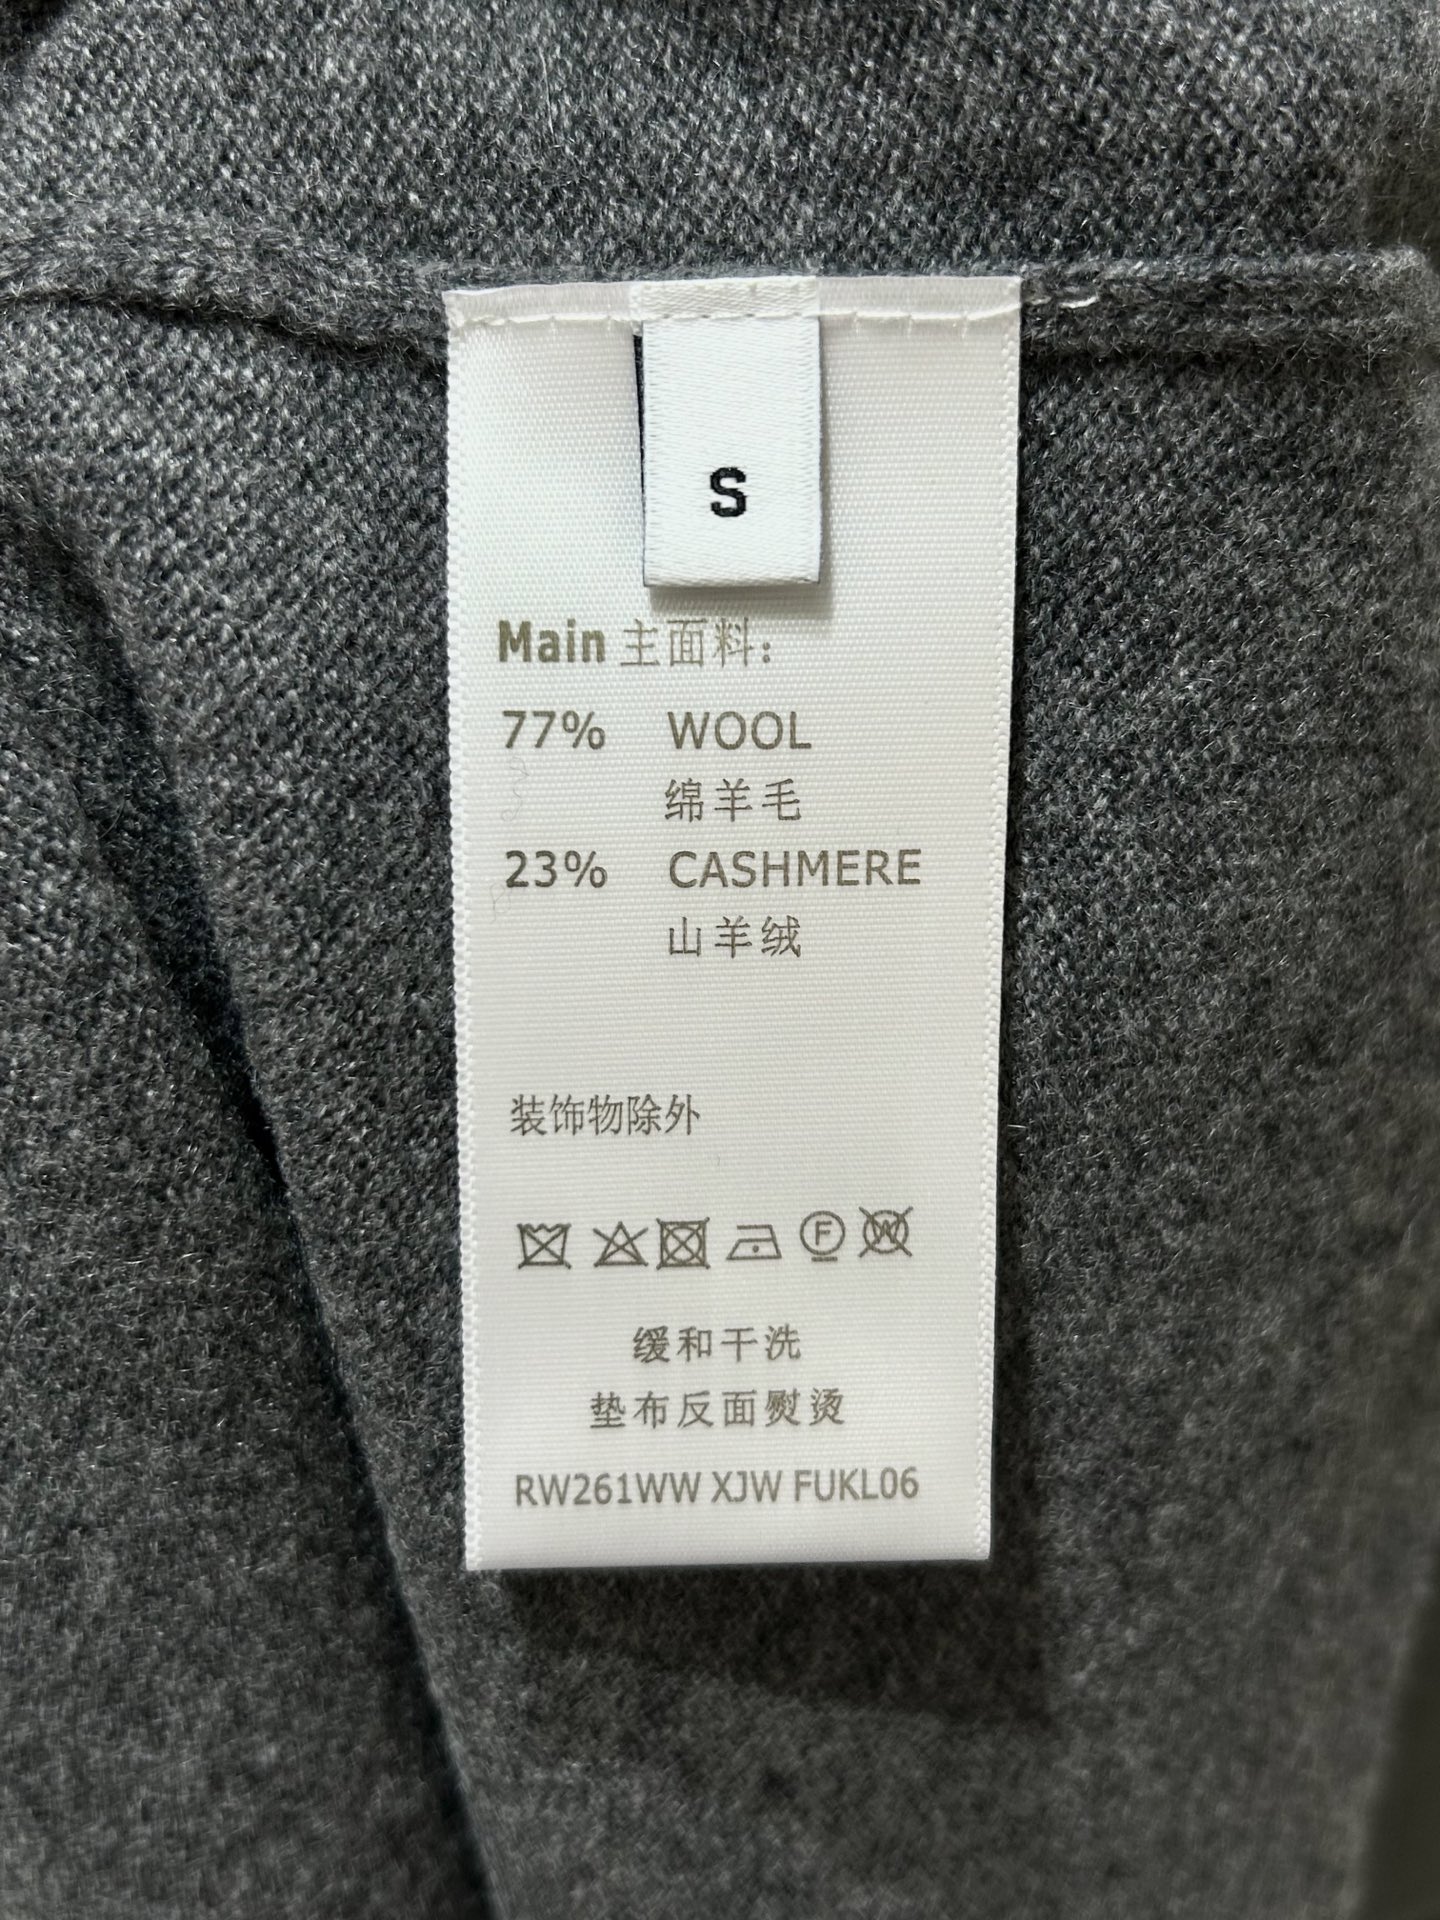 S
Main 主面料:
77% WOOL
绵羊毛
23% CASHMERE
山羊绒
装饰物除外
F W
缓和干洗
垫布反面熨烫
RW261WW XJW FUKL06